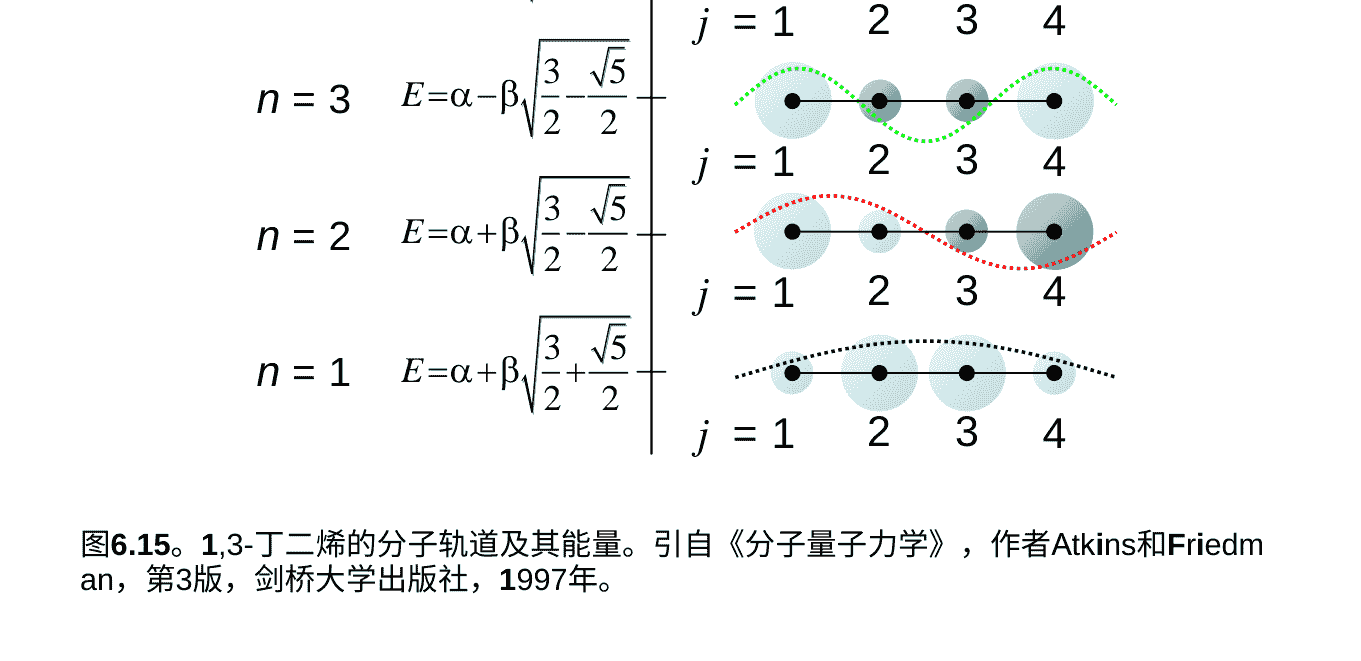 j = 1 2 3 4
n = 3 E=α−β√(3/2−√5/2)
j = 1 2 3 4
n = 2 E=α+β√(3/2−√5/2)
j = 1 2 3 4
n = 1 E=α+β√(3/2+√5/2)
j = 1 2 3 4
图6.15。1,3-丁二烯的分子轨道及其能量。引自《分子量子力学》，作者Atkins和Friedm
an，第3版，剑桥大学出版社，1997年。